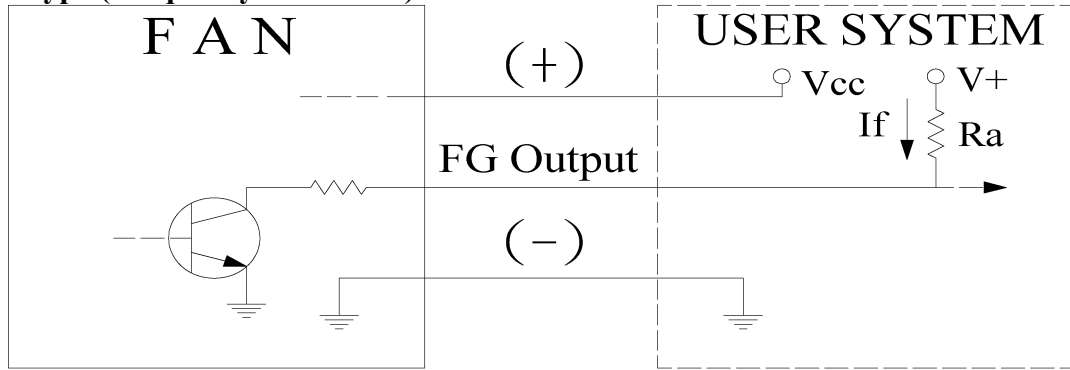 F A N
USER SYSTEM
(+)
Vcc
V+
If
Ra
FG Output
(−)